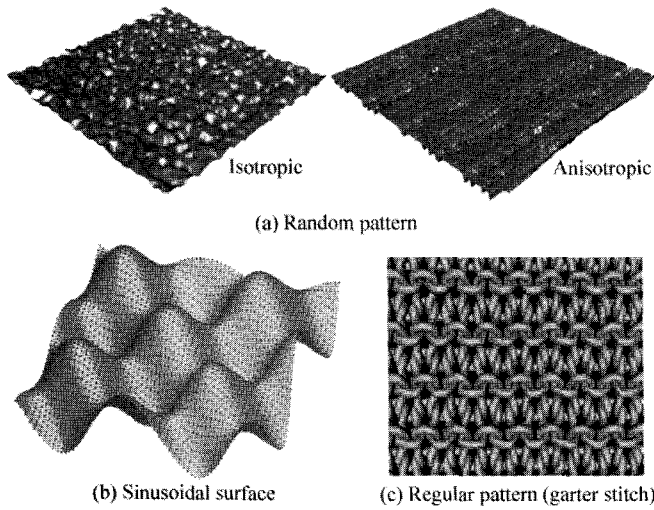 Isotropic
Anisotropic
(a) Random pattern
(b) Sinusoidal surface
(c) Regular pattern (garter stitch)